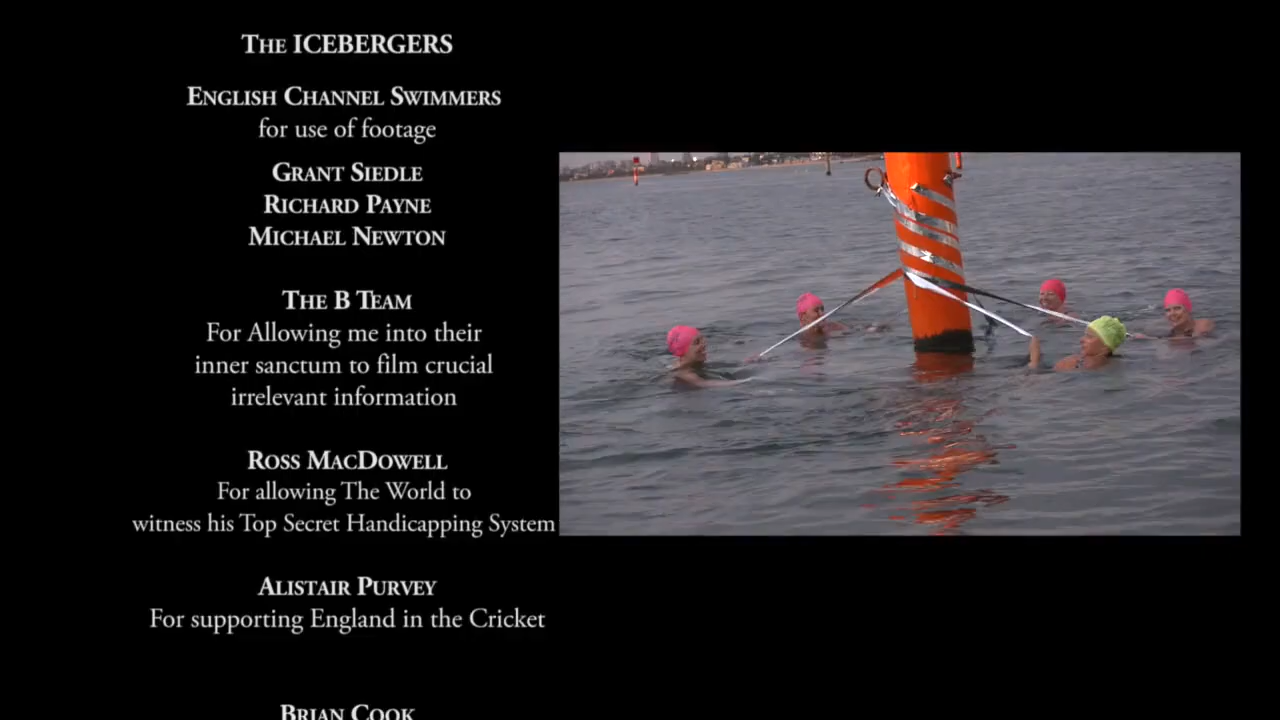 The ICEBERGERS
English Channel Swimmers
for use of footage
Grant Siedle
Richard Payne
Michael Newton
The B Team
For Allowing me into their
inner sanctum to film crucial
irrelevant information
Ross MacDowell
For allowing The World to
witness his Top Secret Handicapping System
Alistair Purvey
For supporting England in the Cricket
Brian Cook